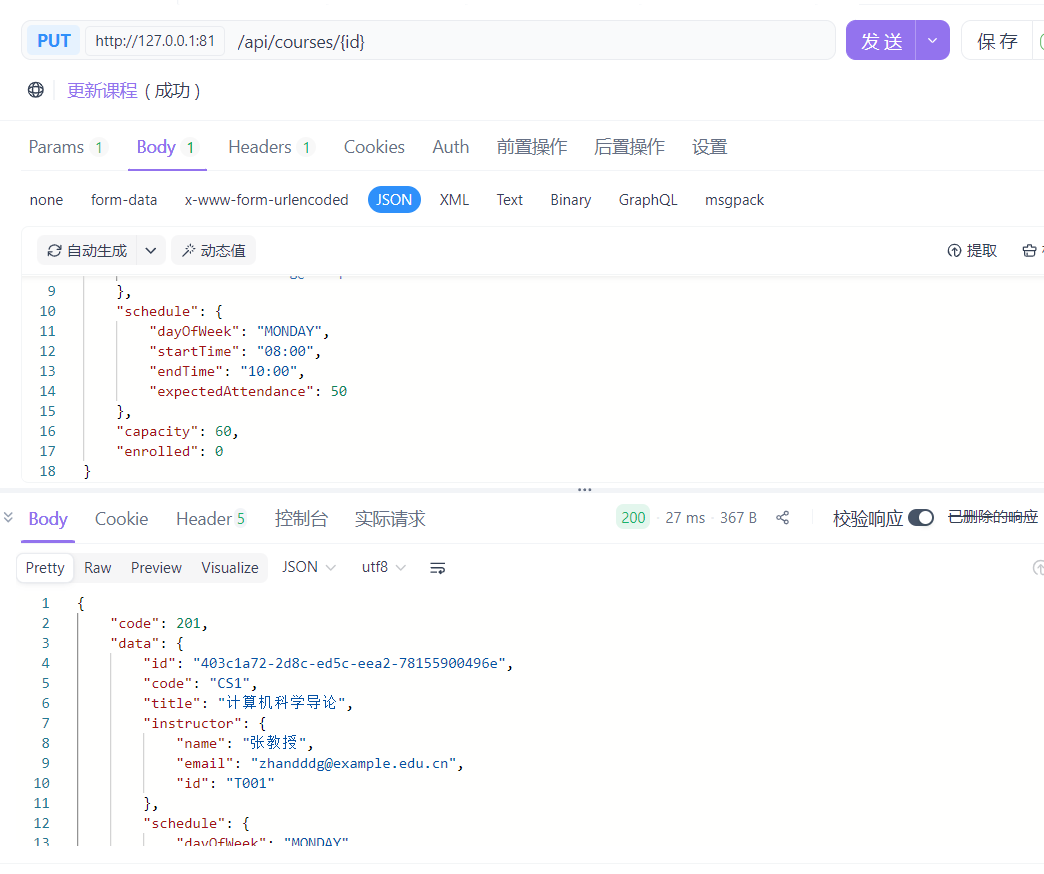 PUT http://127.0.0.1:81 /api/courses/{id} 发 送 保 存
更新课程 ( 成功 )
Params 1 Body 1 Headers 1 Cookies Auth 前置操作 后置操作 设置
none form-data x-www-form-urlencoded JSON XML Text Binary GraphQL msgpack
自动生成 动态值 提取
9 },
10 "schedule": {
11 "dayOfWeek": "MONDAY",
12 "startTime": "08:00",
13 "endTime": "10:00",
14 "expectedAttendance": 50
15 },
16 "capacity": 60,
17 "enrolled": 0
18 }
Body Cookie Header 5 控制台 实际请求 200 · 27 ms · 367 B 校验响应 已删除的响应
Pretty Raw Preview Visualize JSON utf8
1 {
2 "code": 201,
3 "data": {
4 "id": "403c1a72-2d8c-ed5c-eea2-78155900496e",
5 "code": "CS1",
6 "title": "计算机科学导论",
7 "instructor": {
8 "name": "张教授",
9 "email": "zhandddg@example.edu.cn",
10 "id": "T001"
11 },
12 "schedule": {
13 "dayOfWeek": "MONDAY"